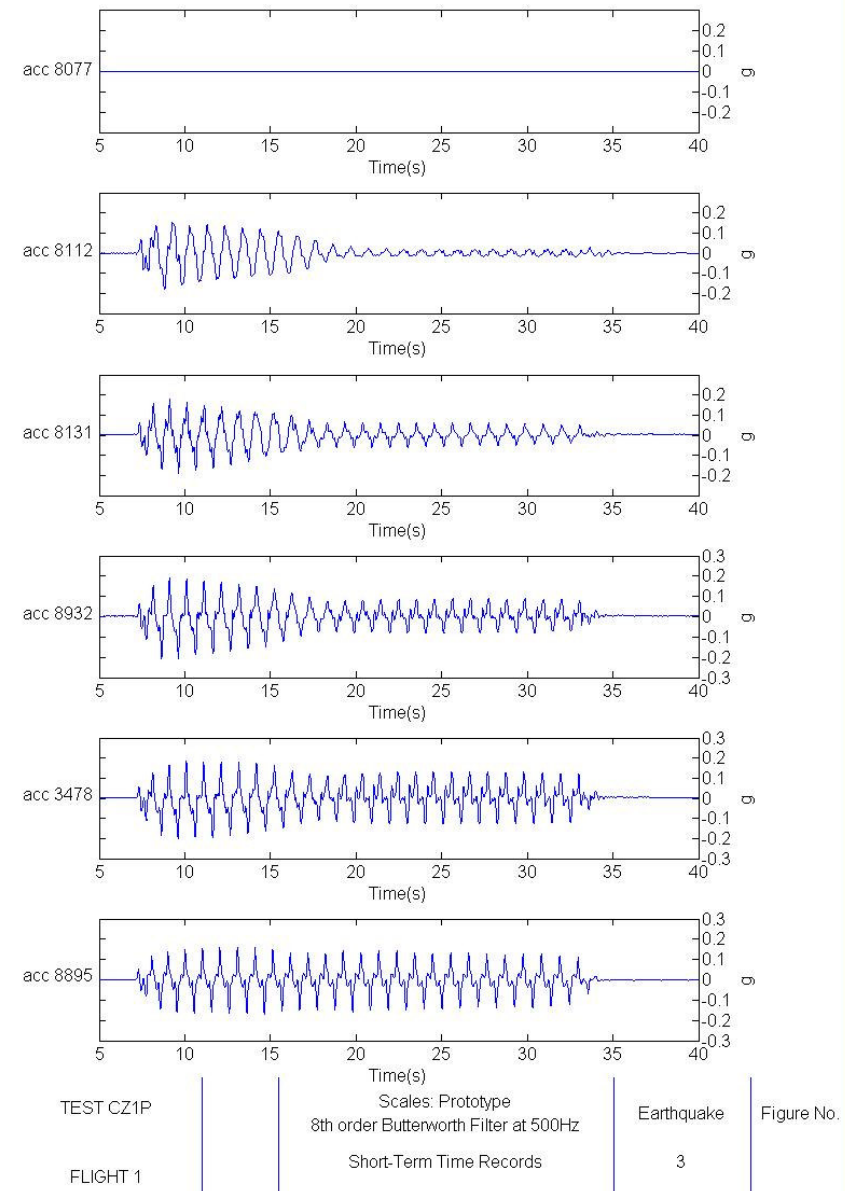 acc 8077
0.2
0.1
0
-0.1
-0.2
g
5 10 15 20 25 30 35 40
Time(s)
acc 8112
0.2
0.1
0
-0.1
-0.2
g
5 10 15 20 25 30 35 40
Time(s)
acc 8131
0.2
0.1
0
-0.1
-0.2
g
5 10 15 20 25 30 35 40
Time(s)
acc 8932
0.3
0.2
0.1
0
-0.1
-0.2
-0.3
g
5 10 15 20 25 30 35 40
Time(s)
acc 3478
0.3
0.2
0.1
0
-0.1
-0.2
-0.3
g
5 10 15 20 25 30 35 40
Time(s)
acc 8895
0.3
0.2
0.1
0
-0.1
-0.2
-0.3
g
5 10 15 20 25 30 35 40
Time(s)
TEST CZ1P
FLIGHT 1
Scales: Prototype
8th order Butterworth Filter at 500Hz
Short-Term Time Records
Earthquake
3
Figure No.